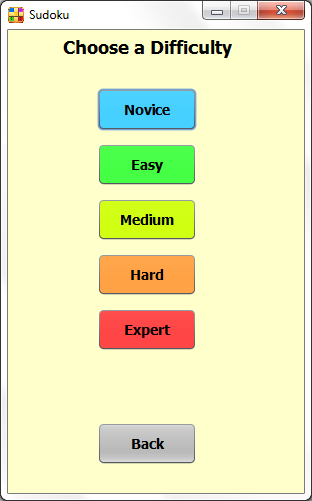 Sudoku
Choose a Difficulty
Novice
Easy
Medium
Hard
Expert
Back